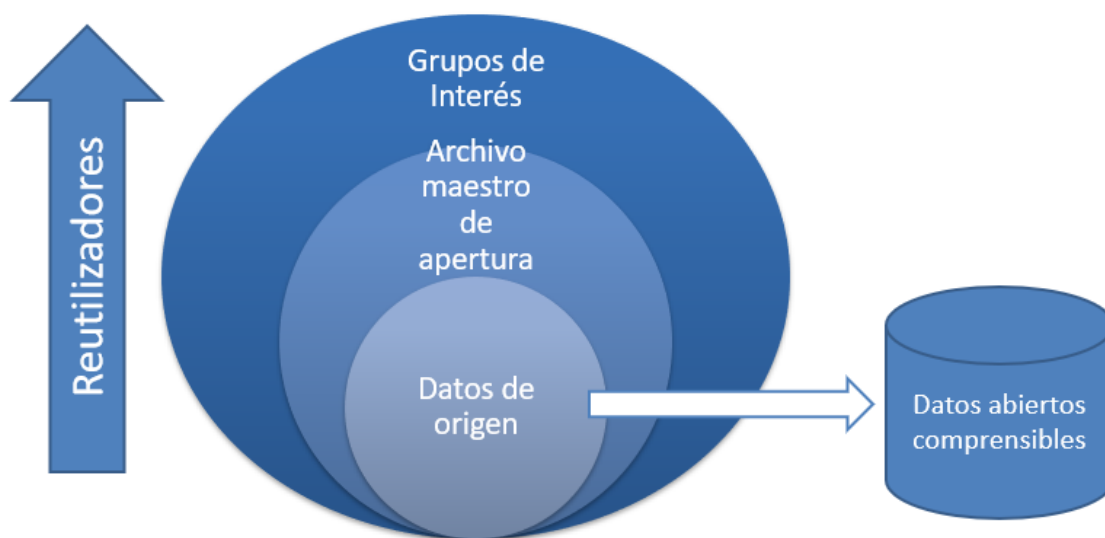 Reutilizadores
Grupos de
Interés
Archivo
maestro
de
apertura
Datos de
origen
Datos abiertos
comprensibles